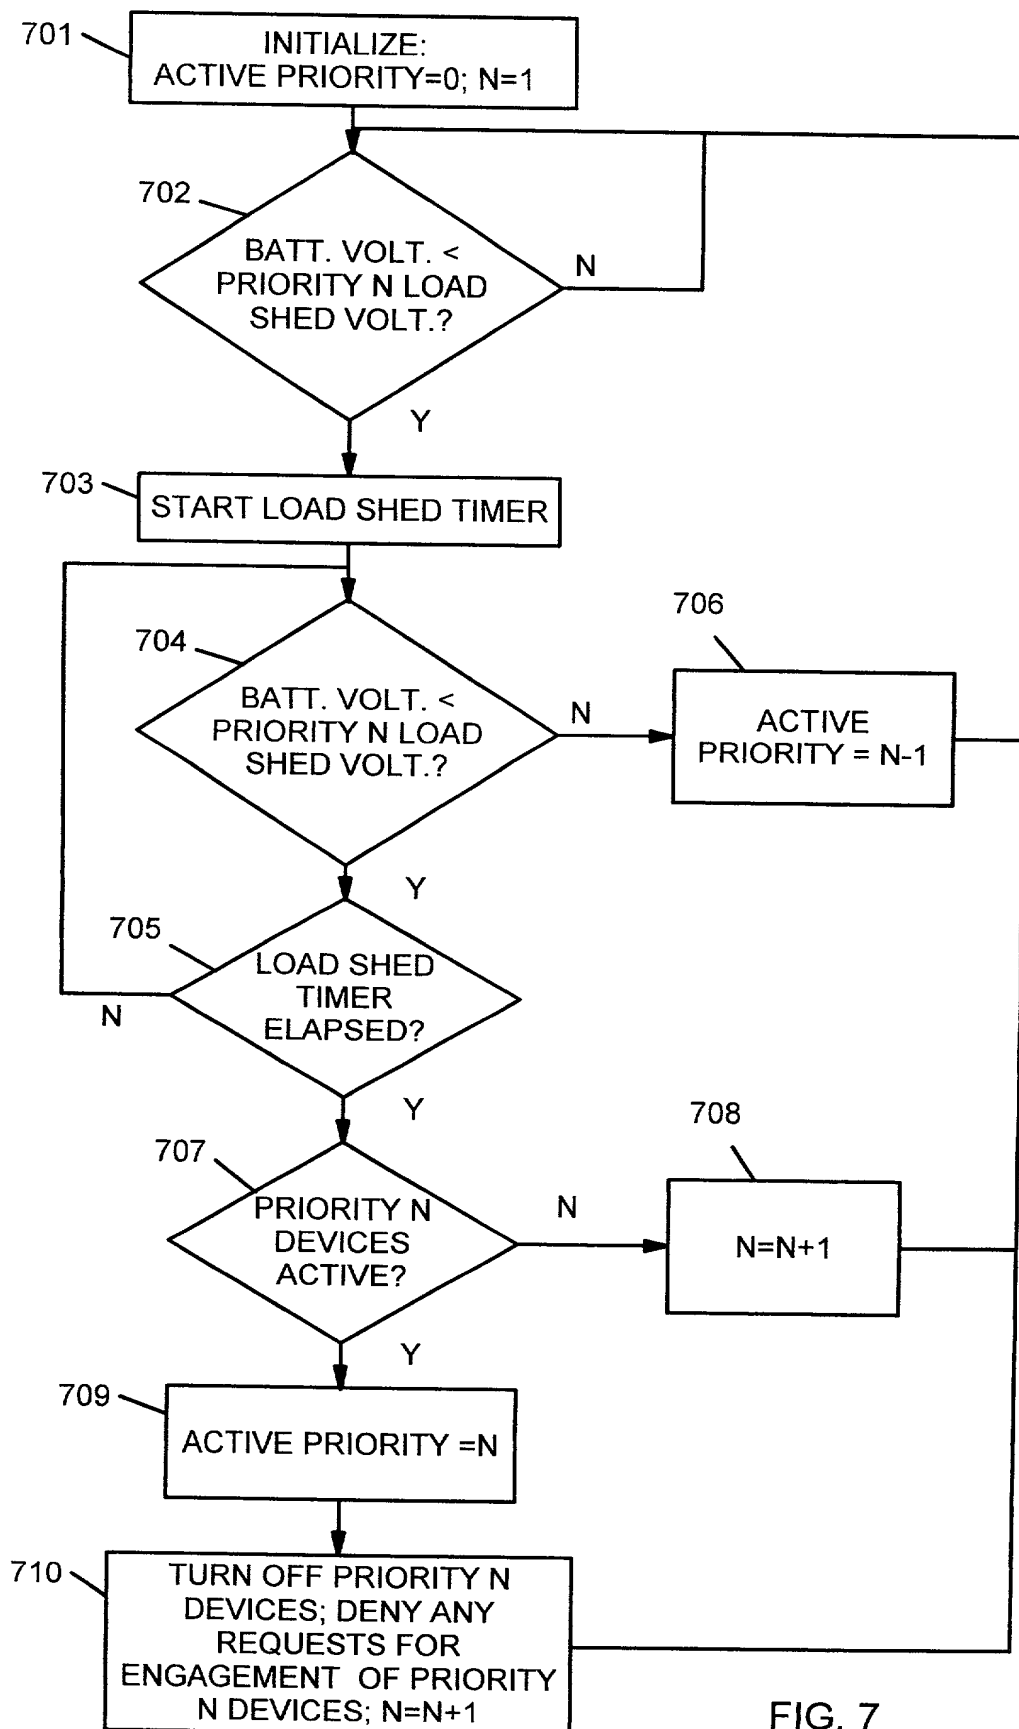 701
INITIALIZE:
ACTIVE PRIORITY=0; N=1
702
BATT. VOLT. <
PRIORITY N LOAD
SHED VOLT.?
N
Y
703
START LOAD SHED TIMER
704
BATT. VOLT. <
PRIORITY N LOAD
SHED VOLT.?
N
706
ACTIVE
PRIORITY = N-1
Y
705
LOAD SHED
TIMER
ELAPSED?
N
Y
707
PRIORITY N
DEVICES
ACTIVE?
N
708
N=N+1
Y
709
ACTIVE PRIORITY =N
710
TURN OFF PRIORITY N
DEVICES; DENY ANY
REQUESTS FOR
ENGAGEMENT OF PRIORITY
N DEVICES; N=N+1
FIG. 7